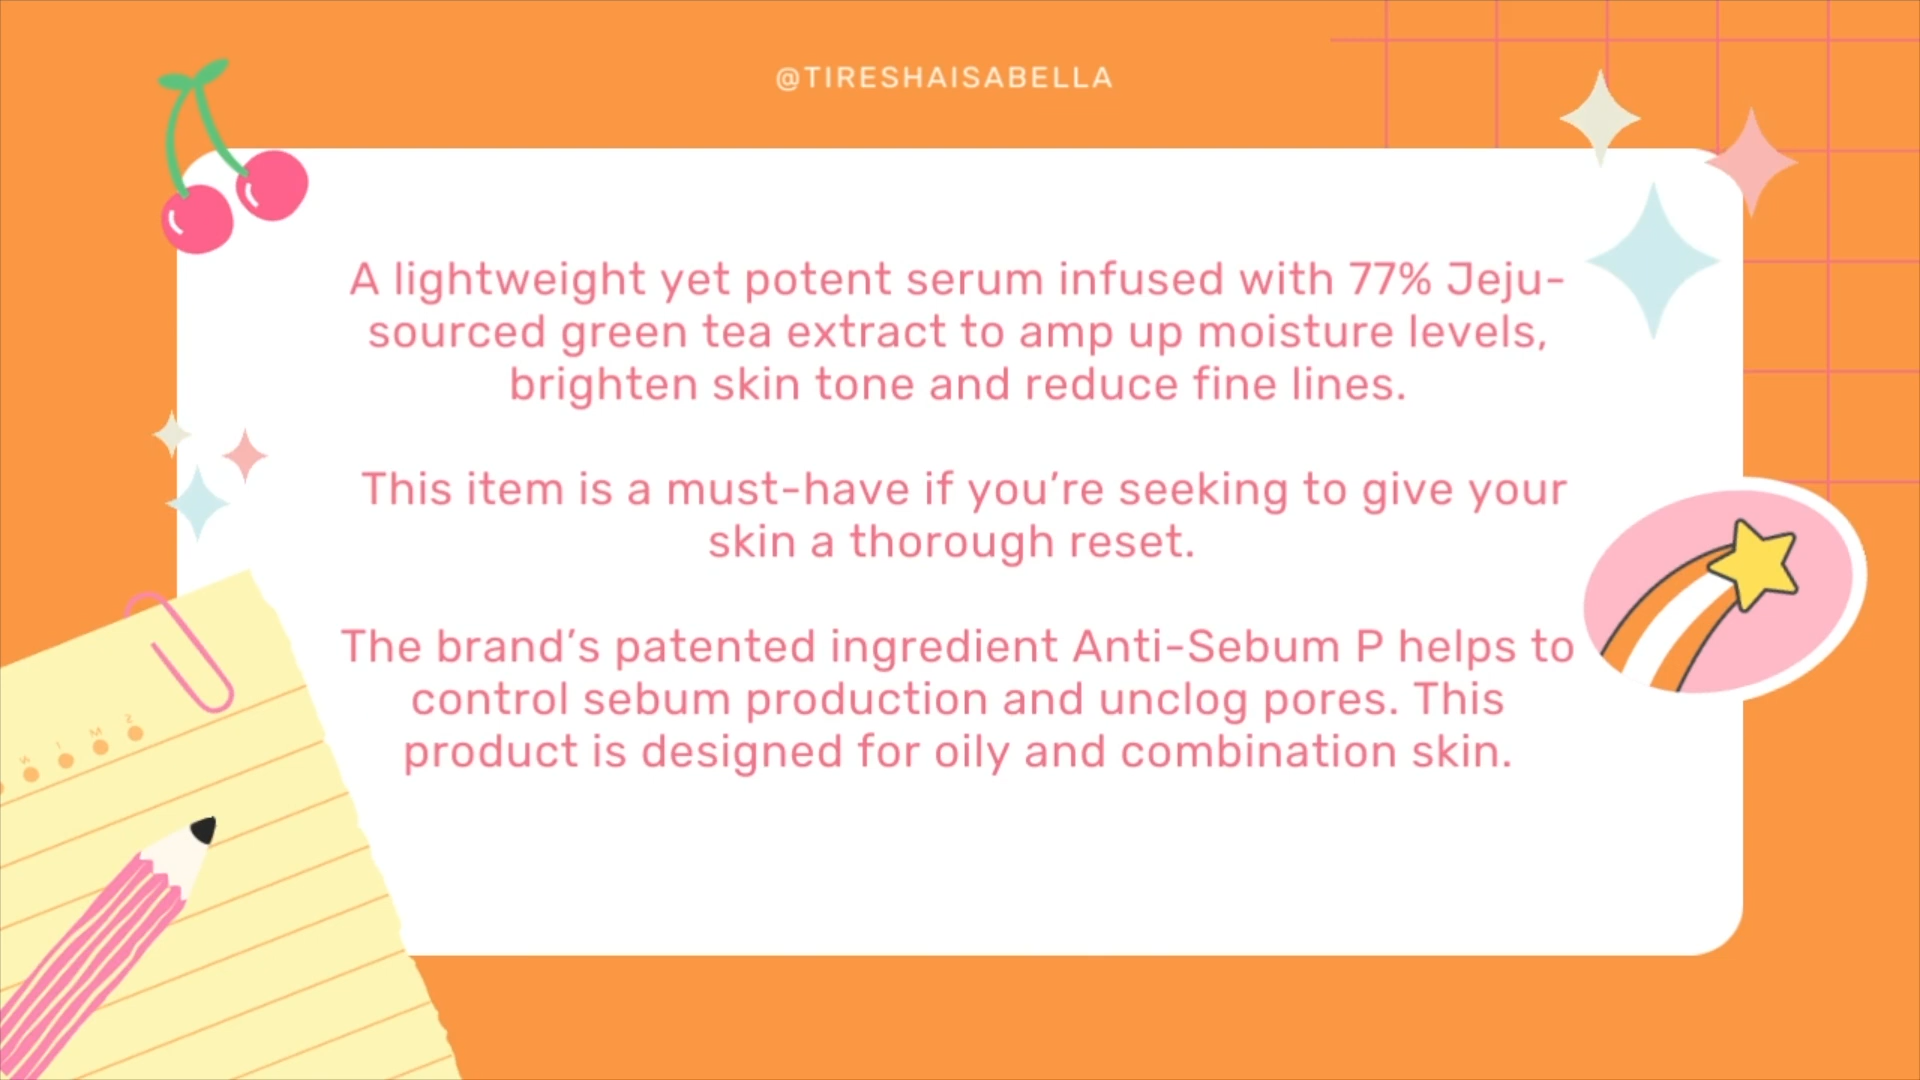 @TIRESHAISABELLA
A lightweight yet potent serum infused with 77% Jeju-
sourced green tea extract to amp up moisture levels,
brighten skin tone and reduce fine lines.
This item is a must-have if you’re seeking to give your
skin a thorough reset.
The brand’s patented ingredient Anti-Sebum P helps to
control sebum production and unclog pores. This
product is designed for oily and combination skin.